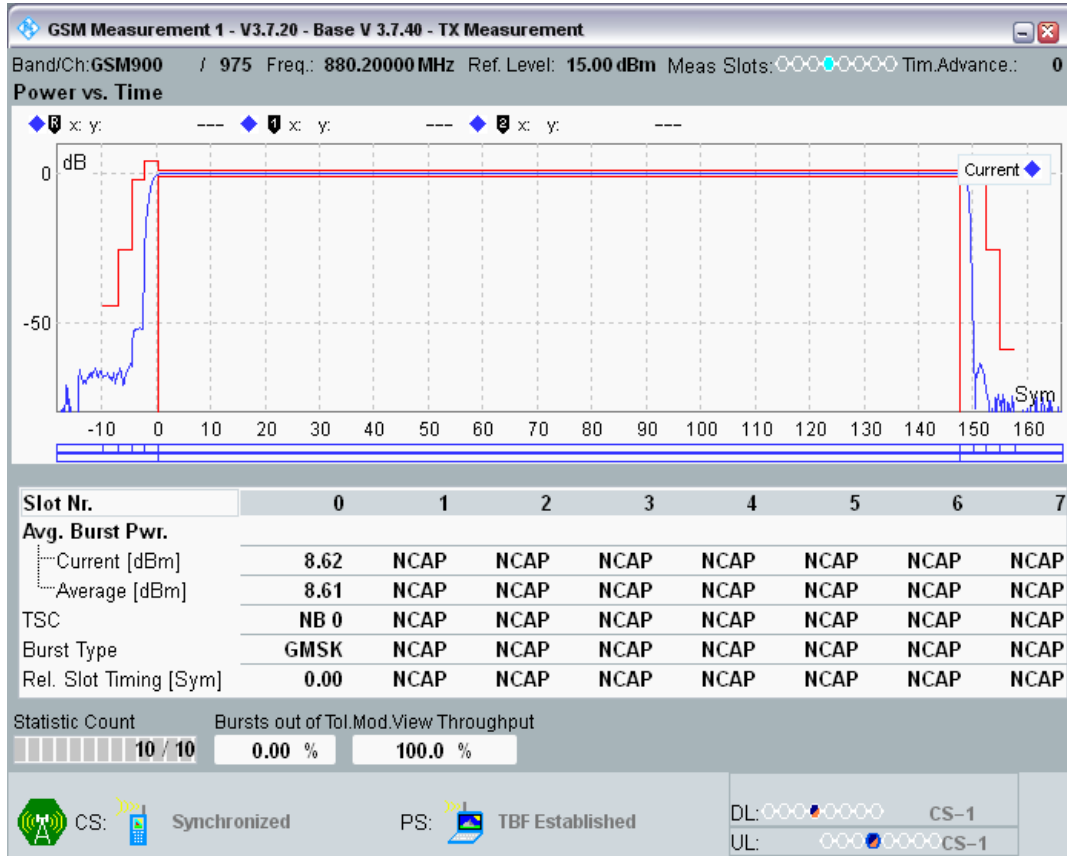 GSM Measurement 1 - V3.7.20 - Base V 3.7.40 - TX Measurement
Band/Ch:GSM900 / 975 Freq.: 880.20000 MHz Ref. Level: 15.00 dBm Meas Slots: Tim.Advance.: 0
Power vs. Time
R x: y: --- 1 x: y: --- 2 x: y: ---
dB
0
Current
-50
Sym
-10 0 10 20 30 40 50 60 70 80 90 100 110 120 130 140 150 160
Slot Nr. 0 1 2 3 4 5 6 7
Avg. Burst Pwr.
Current [dBm] 8.62 NCAP NCAP NCAP NCAP NCAP NCAP NCAP
Average [dBm] 8.61 NCAP NCAP NCAP NCAP NCAP NCAP NCAP
TSC NB 0 NCAP NCAP NCAP NCAP NCAP NCAP NCAP
Burst Type GMSK NCAP NCAP NCAP NCAP NCAP NCAP NCAP
Rel. Slot Timing [Sym] 0.00 NCAP NCAP NCAP NCAP NCAP NCAP NCAP
Statistic Count Bursts out of Tol. Mod.View Throughput
10 / 10 0.00 % 100.0 %
CS: Synchronized PS: TBF Established DL: CS-1
UL: CS-1